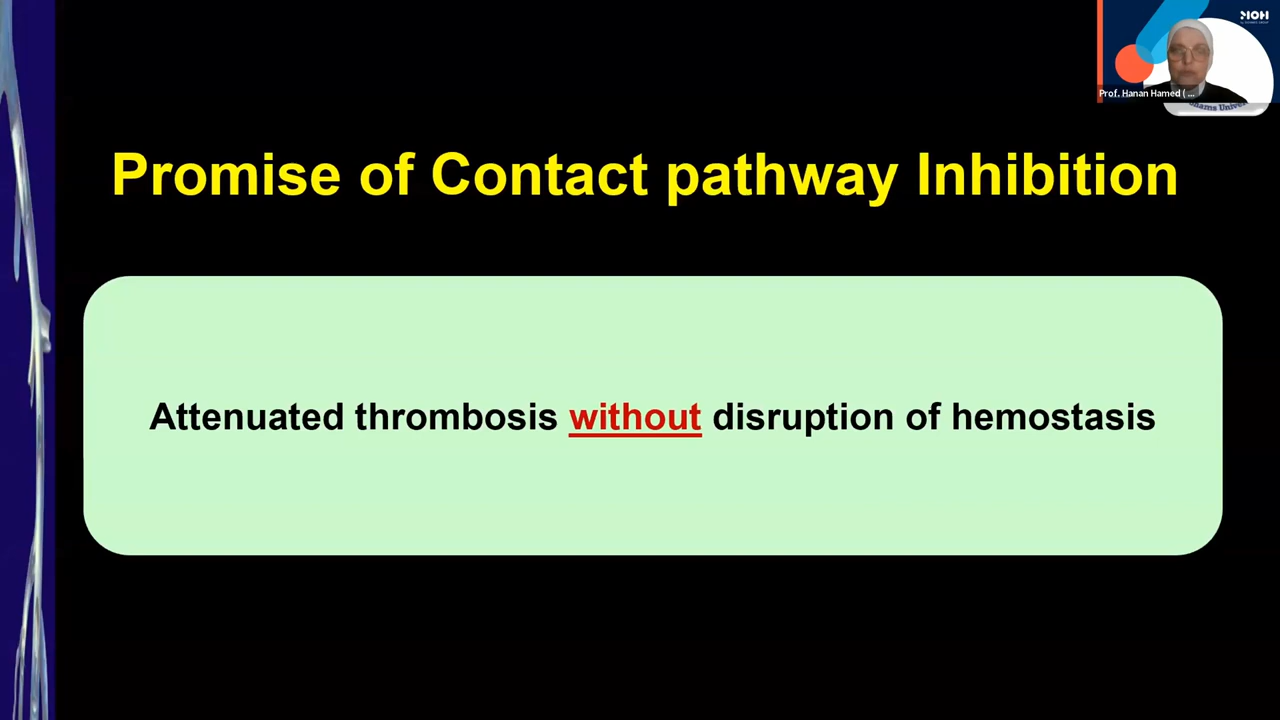 Prof. Hanan Hamed ( ...
Promise of Contact pathway Inhibition
Attenuated thrombosis without disruption of hemostasis